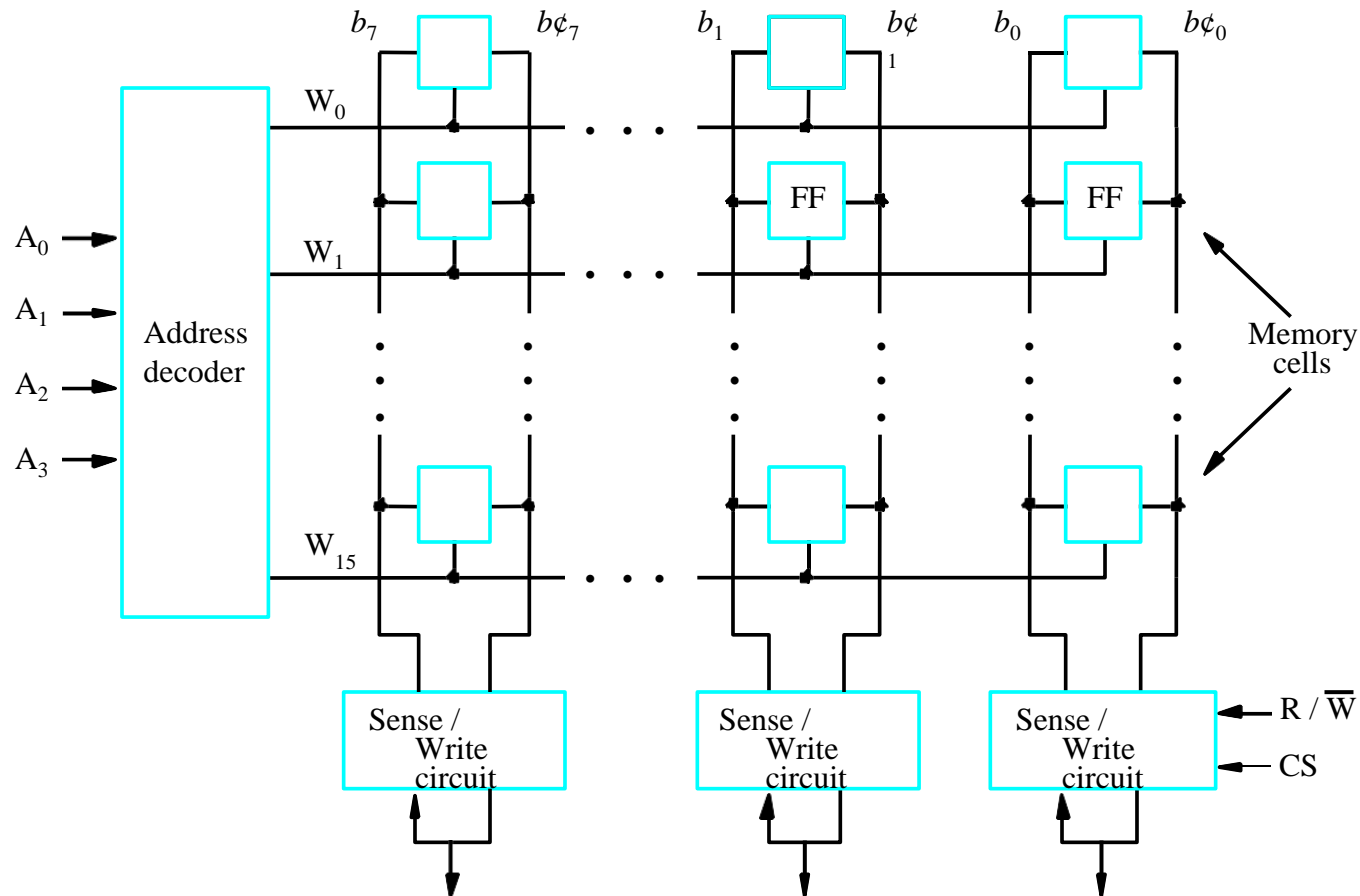 b₇ b¢₇ b₁ b¢₁ b₀ b¢₀
W₀
FF FF
A₀
W₁
A₁
Address
decoder
Memory
cells
A₂
A₃
W₁₅
Sense /
Write
circuit
Sense /
Write
circuit
Sense /
Write
circuit
R / W̅
CS